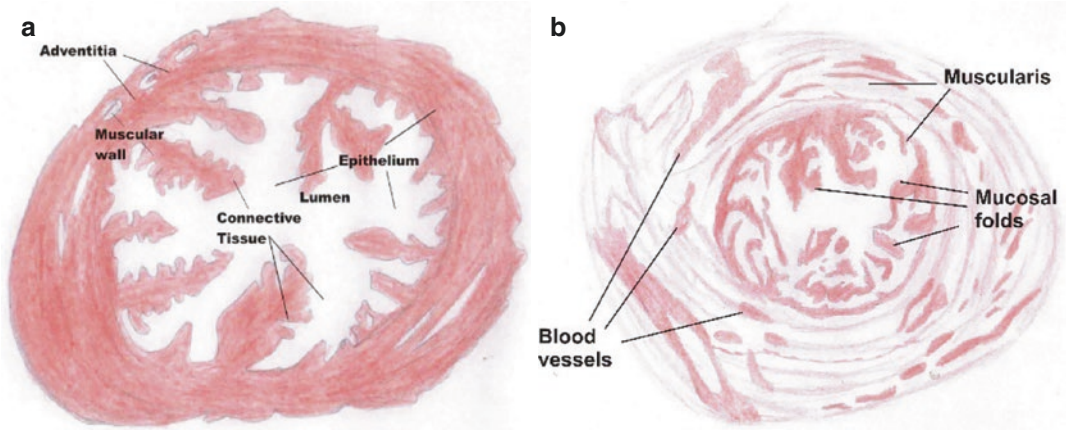 a
Adventitia
Muscular
wall
Epithelium
Lumen
Connective
Tissue
b
Muscularis
Mucosal
folds
Blood
vessels